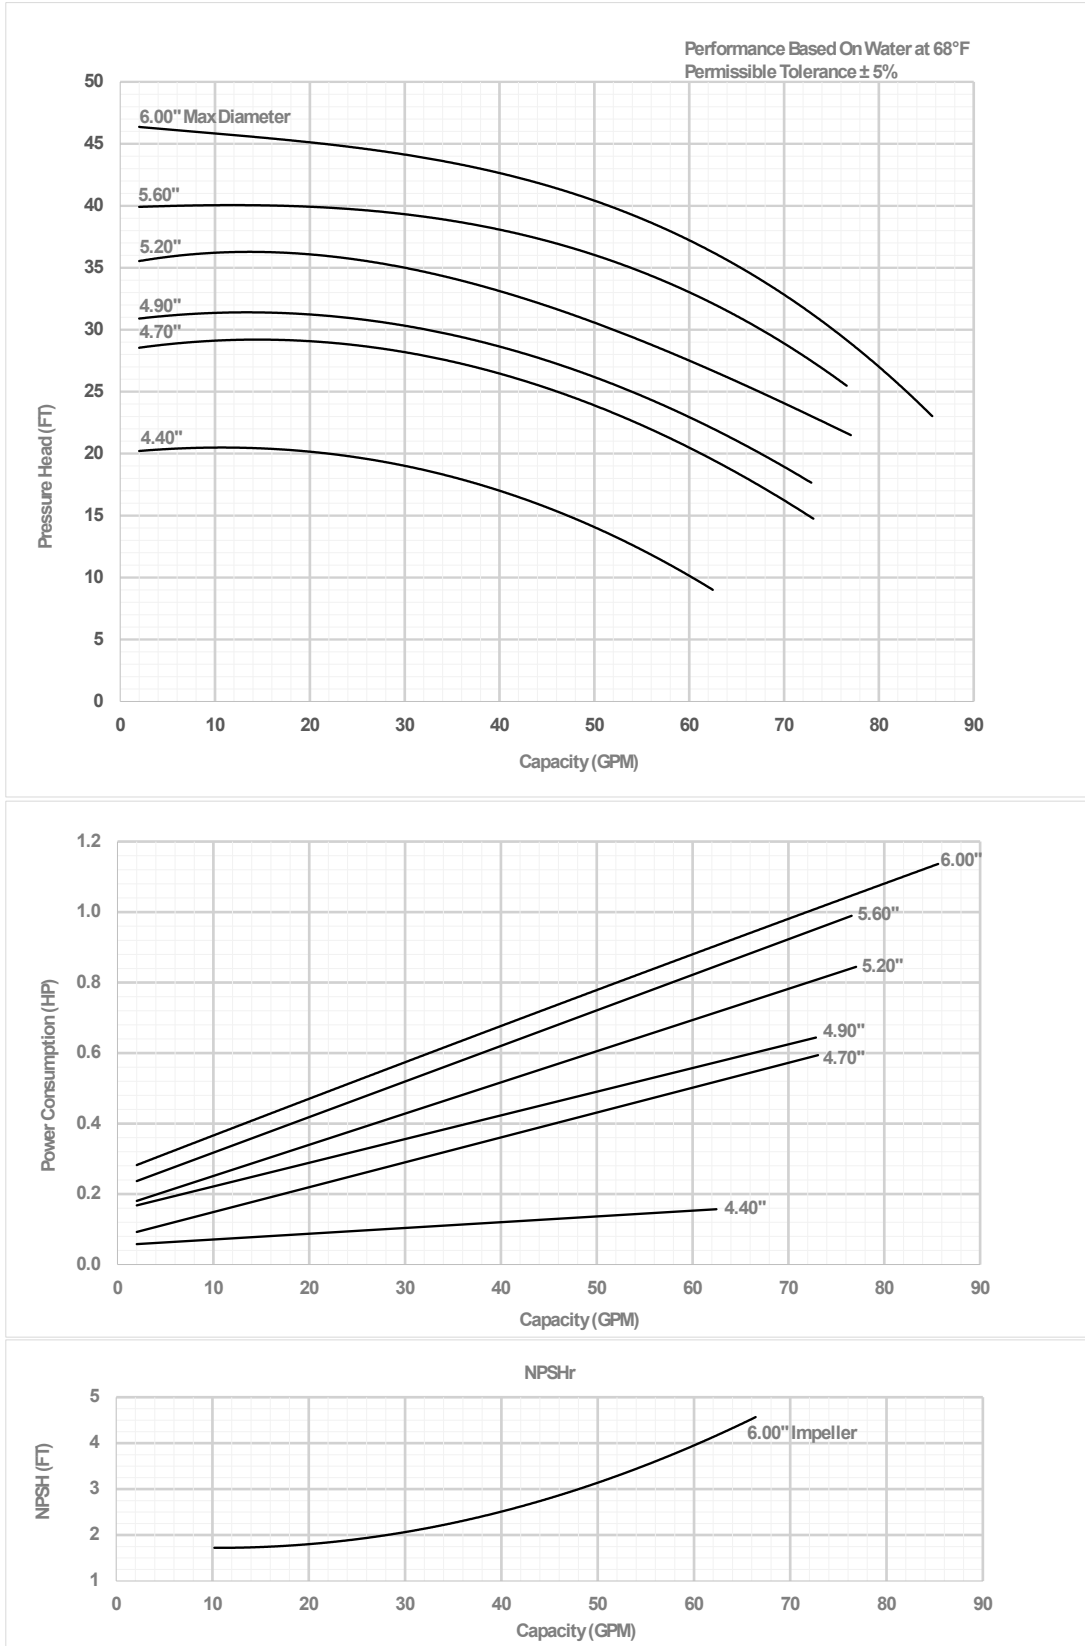 Performance Based On Water at 68°F
Permissible Tolerance ± 5%
50
45
40
35
30
25
20
15
10
5
0
6.00" Max Diameter
5.60"
5.20"
4.90"
4.70"
4.40"
Pressure Head (FT)
0 10 20 30 40 50 60 70 80 90
Capacity (GPM)
1.2
1.0
0.8
0.6
0.4
0.2
0.0
6.00"
5.60"
5.20"
4.90"
4.70"
4.40"
Power Consumption (HP)
0 10 20 30 40 50 60 70 80 90
Capacity (GPM)
NPSHr
5
4
3
2
1
6.00" Impeller
NPSH (FT)
0 10 20 30 40 50 60 70 80 90
Capacity (GPM)